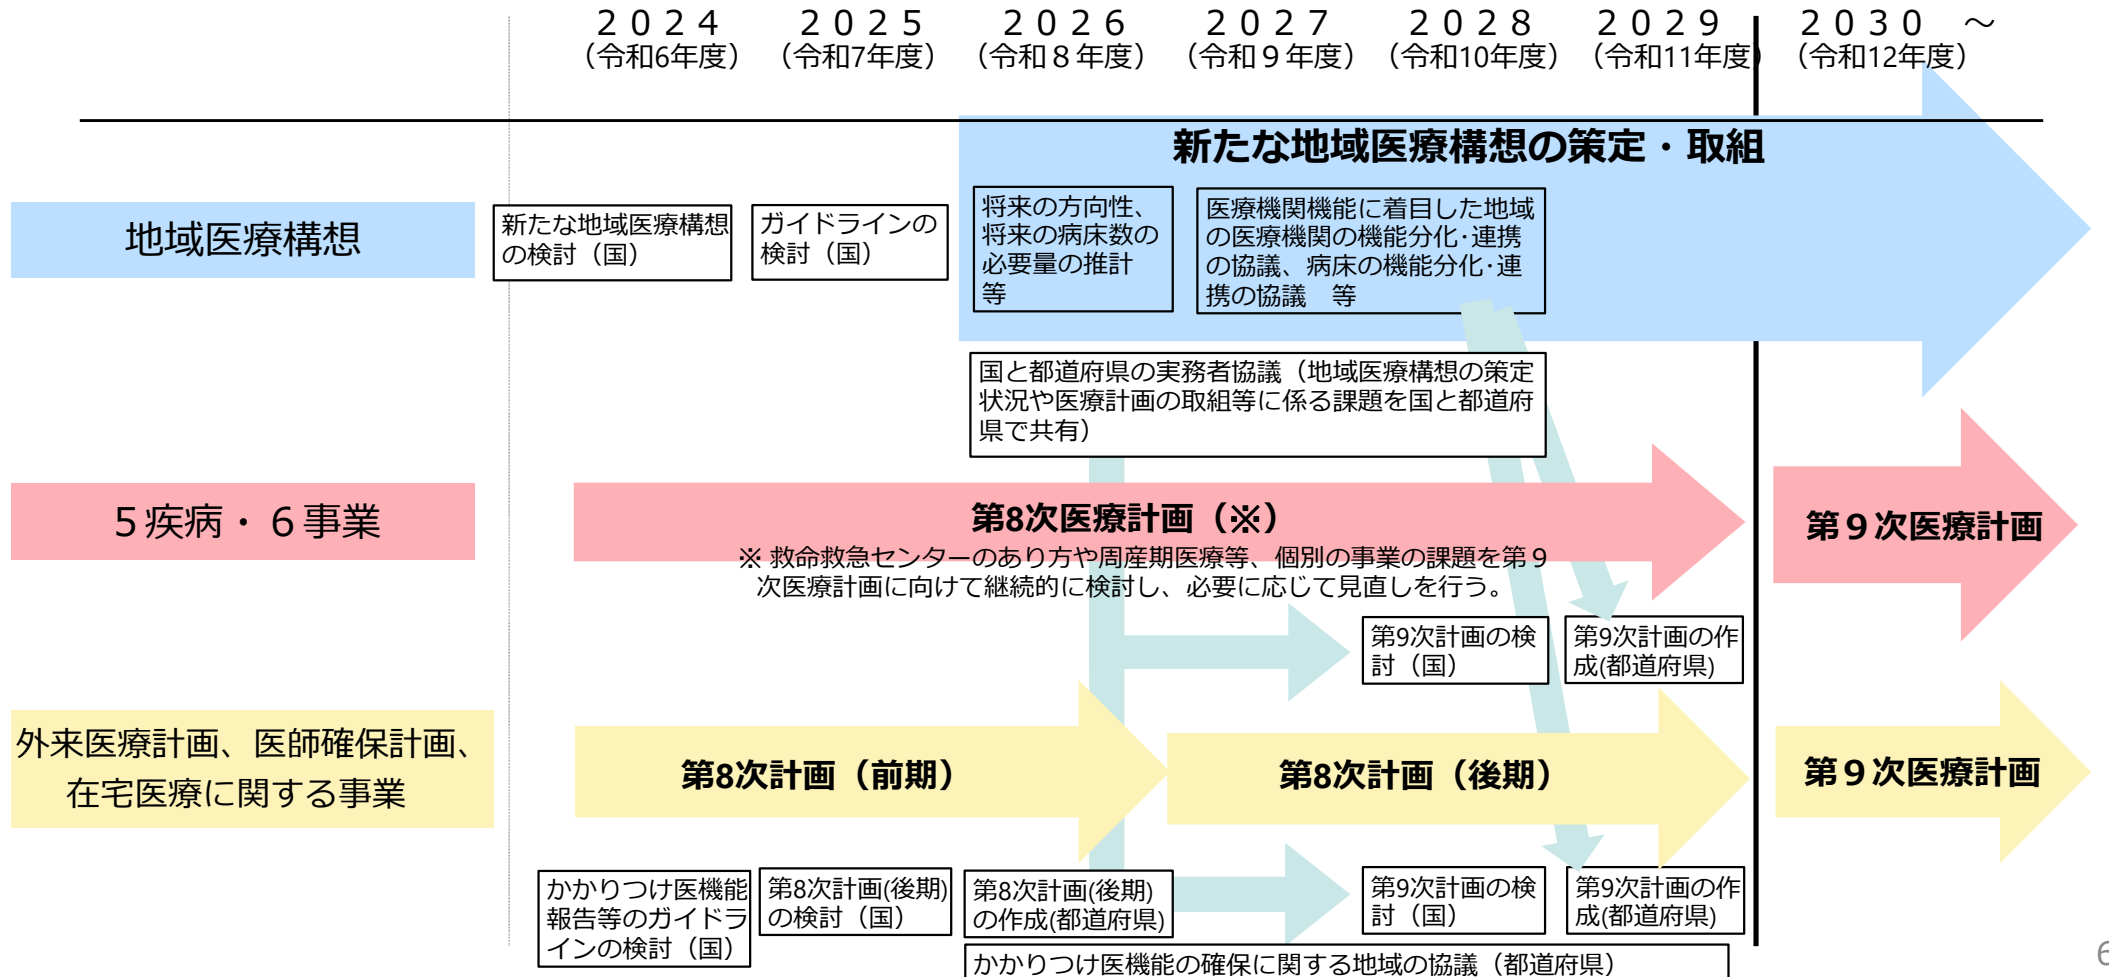 ２０２４　２０２５　２０２６　２０２７　２０２８　２０２９　２０３０　～
（令和6年度）　（令和7年度）　（令和８年度）　（令和９年度）　（令和10年度）　（令和11年度）　（令和12年度）
新たな地域医療構想の策定・取組
地域医療構想
新たな地域医療構想
の検討（国）
ガイドラインの
検討（国）
将来の方向性、
将来の病床数の
必要量の推計
等
医療機関機能に着目した地域
の医療機関の機能分化･連携
の協議、病床の機能分化･連
携の協議　等
国と都道府県の実務者協議（地域医療構想の策定
状況や医療計画の取組等に係る課題を国と都道府
県で共有）
５疾病・６事業
第8次医療計画（※）
※ 救命救急センターのあり方や周産期医療等、個別の事業の課題を第９
次医療計画に向けて継続的に検討し、必要に応じて見直しを行う。
第９次医療計画
第9次計画の検
討（国）
第9次計画の作
成(都道府県)
外来医療計画、医師確保計画、
在宅医療に関する事業
第8次計画（前期）
第8次計画（後期）
第９次医療計画
かかりつけ医機能
報告等のガイドラ
インの検討（国）
第8次計画(後期)
の検討（国）
第8次計画(後期)
の作成(都道府県)
第9次計画の検
討（国）
第9次計画の作
成(都道府県)
かかりつけ医機能の確保に関する地域の協議（都道府県）
6